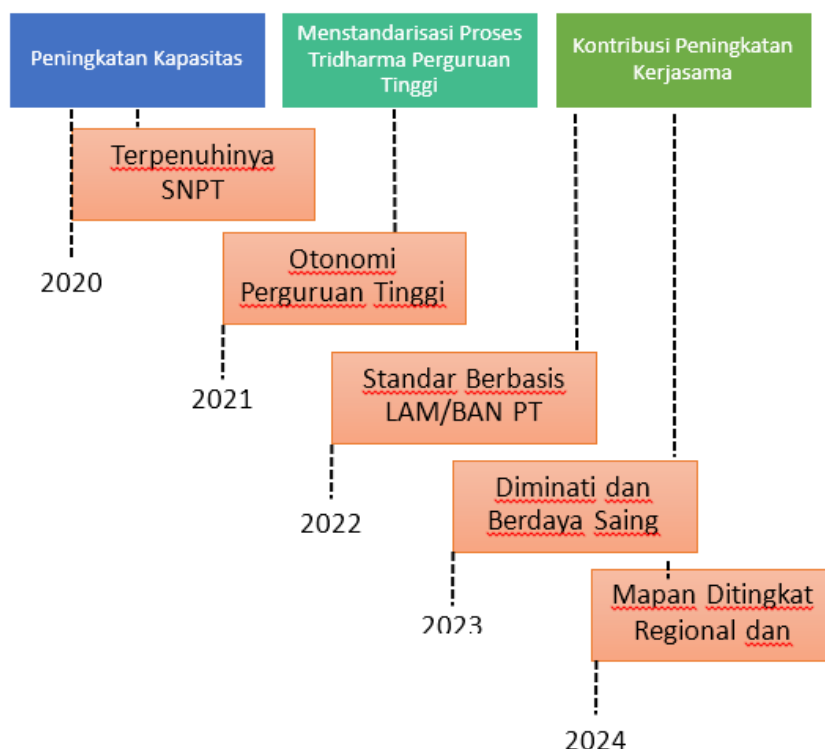 Peningkatan Kapasitas
Menstandarisasi Proses
Tridharma Perguruan
Tinggi
Kontribusi Peningkatan
Kerjasama
Terpenuhinya
SNPT
2020
Otonomi
Perguruan Tinggi
2021
Standar Berbasis
LAM/BAN PT
2022
Diminati dan
Berdaya Saing
2023
Mapan Ditingkat
Regional dan
2024